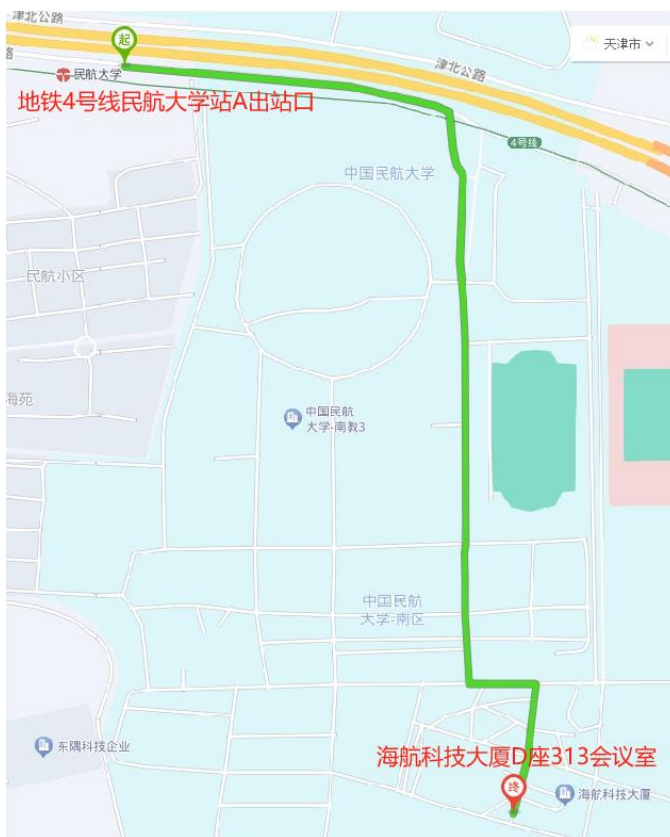 津北公路
起
天津市
民航大学
津北公路
路
地铁4号线民航大学站A出站口
4号线
中国民航大学
民航小区
海苑
中国民航
大学-南教3
中国民航
大学-南区
东隅科技企业
海航科技大厦D座313会议室
终
海航科技大厦